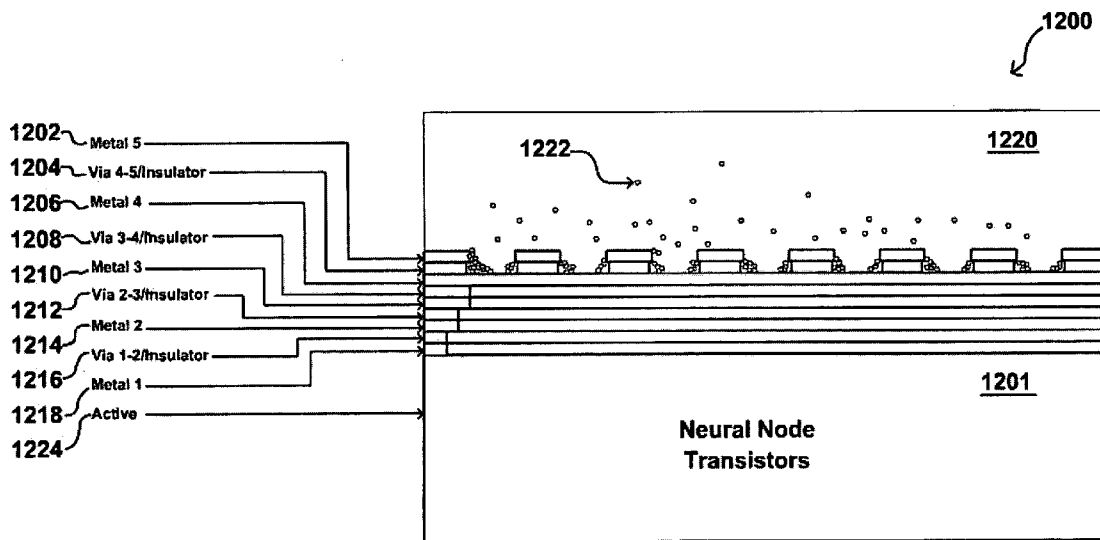 1200
1202 Metal 5
1204 Via 4-5/Insulator
1206 Metal 4
1208 Via 3-4/Insulator
1210 Metal 3
1212 Via 2-3/Insulator
1214 Metal 2
1216 Via 1-2/Insulator
1218 Metal 1
1224 Active
1222
1220
1201
Neural Node
Transistors